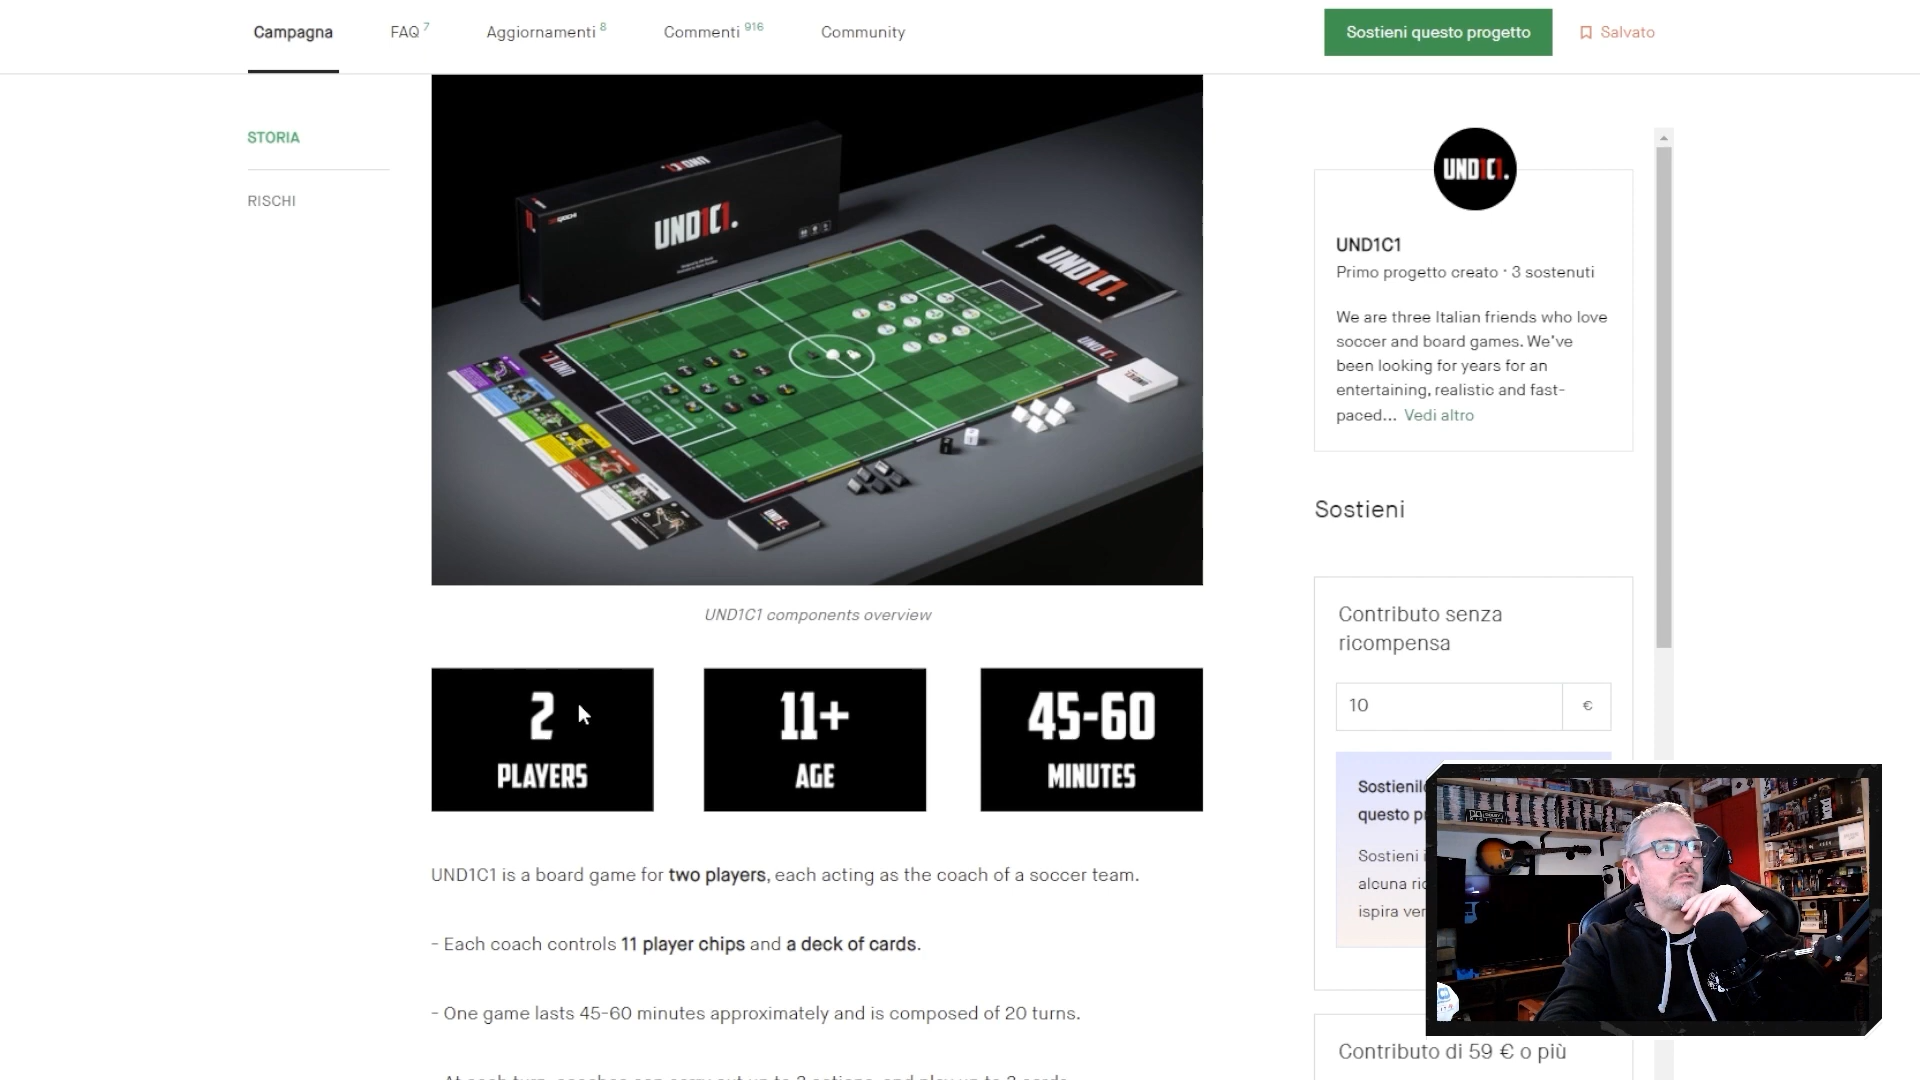 Campagna
FAQ 7
Aggiornamenti 8
Commenti 916
Community
Sostieni questo progetto
Salvato
STORIA
RISCHI
UND1C1.
UND1C1.
UND1C1.
UND1C1 components overview
2
PLAYERS
11+
AGE
45-60
MINUTES
UND1C1 is a board game for two players, each acting as the coach of a soccer team.
- Each coach controls 11 player chips and a deck of cards.
- One game lasts 45-60 minutes approximately and is composed of 20 turns.
UND1C1.
UND1C1
Primo progetto creato · 3 sostenuti
We are three Italian friends who love
soccer and board games. We've
been looking for years for an
entertaining, realistic and fast-
paced... Vedi altro
Sostieni
Contributo senza
ricompensa
10 €
Sostienilo
questo pr
Sostieni i
alcuna ric
ispira ver
Contributo di 59 € o più